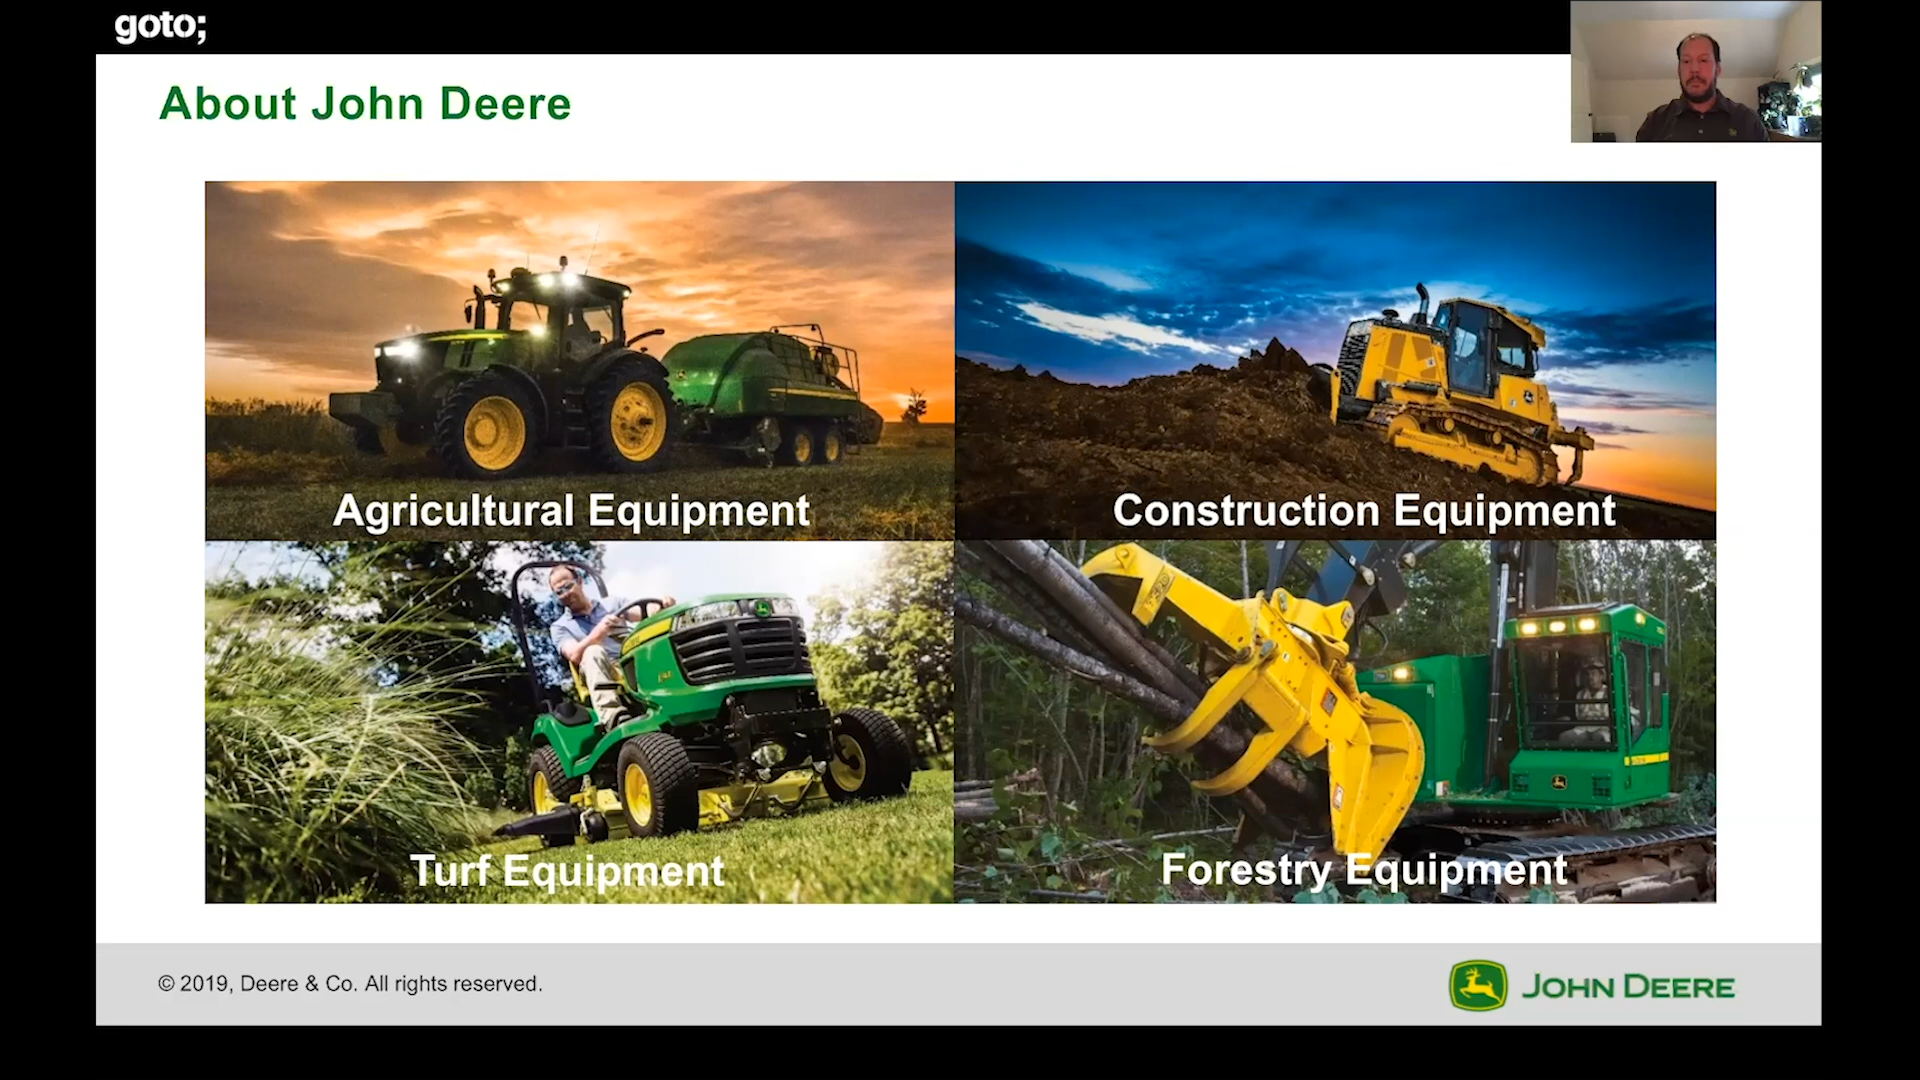 goto;
About John Deere
Agricultural Equipment
Construction Equipment
Turf Equipment
Forestry Equipment
© 2019, Deere & Co. All rights reserved.
JOHN DEERE